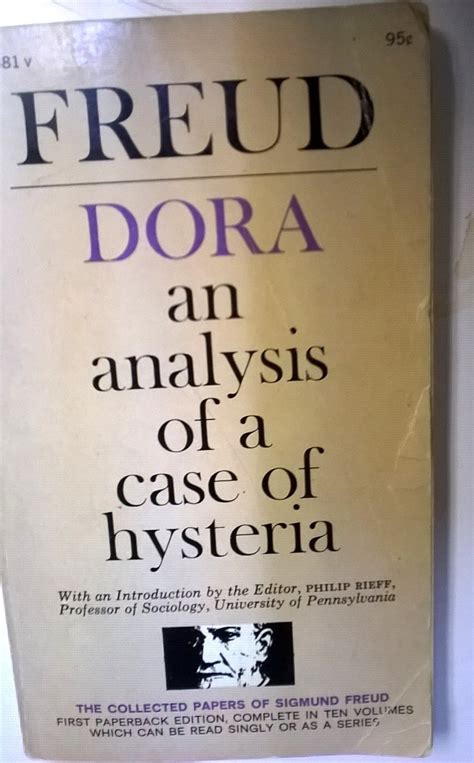 81 v
95¢
FREUD
DORA
an
analysis
of a
case of
hysteria
With an Introduction by the Editor, PHILIP RIEFF,
Professor of Sociology, University of Pennsylvania
THE COLLECTED PAPERS OF SIGMUND FREUD
FIRST PAPERBACK EDITION, COMPLETE IN TEN VOLUMES
WHICH CAN BE READ SINGLY OR AS A SERIES